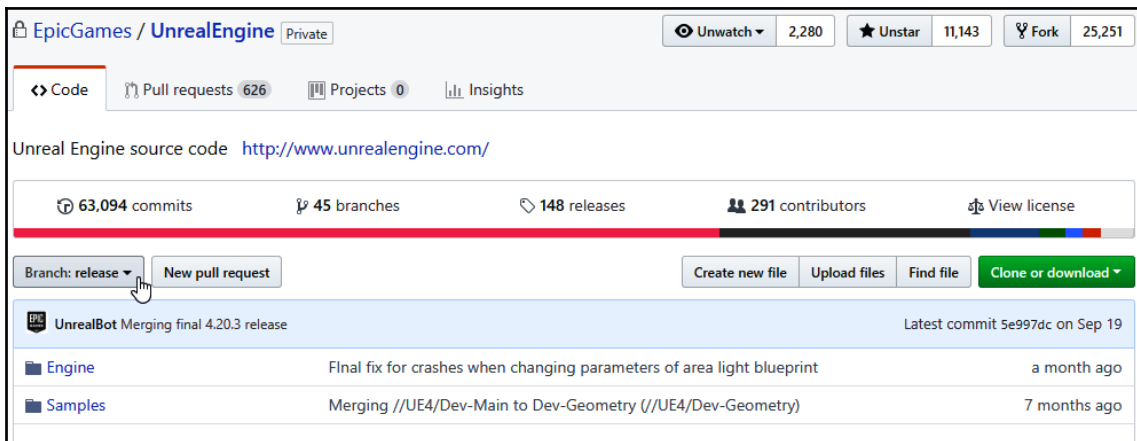 EpicGames / UnrealEngine Private Unwatch 2,280 Unstar 11,143 Fork 25,251
Code Pull requests 626 Projects 0 Insights
Unreal Engine source code http://www.unrealengine.com/
63,094 commits 45 branches 148 releases 291 contributors View license
Branch: release New pull request Create new file Upload files Find file Clone or download
EPIC GAMES UnrealBot Merging final 4.20.3 release Latest commit 5e997dc on Sep 19
Engine FInal fix for crashes when changing parameters of area light blueprint a month ago
Samples Merging //UE4/Dev-Main to Dev-Geometry (//UE4/Dev-Geometry) 7 months ago